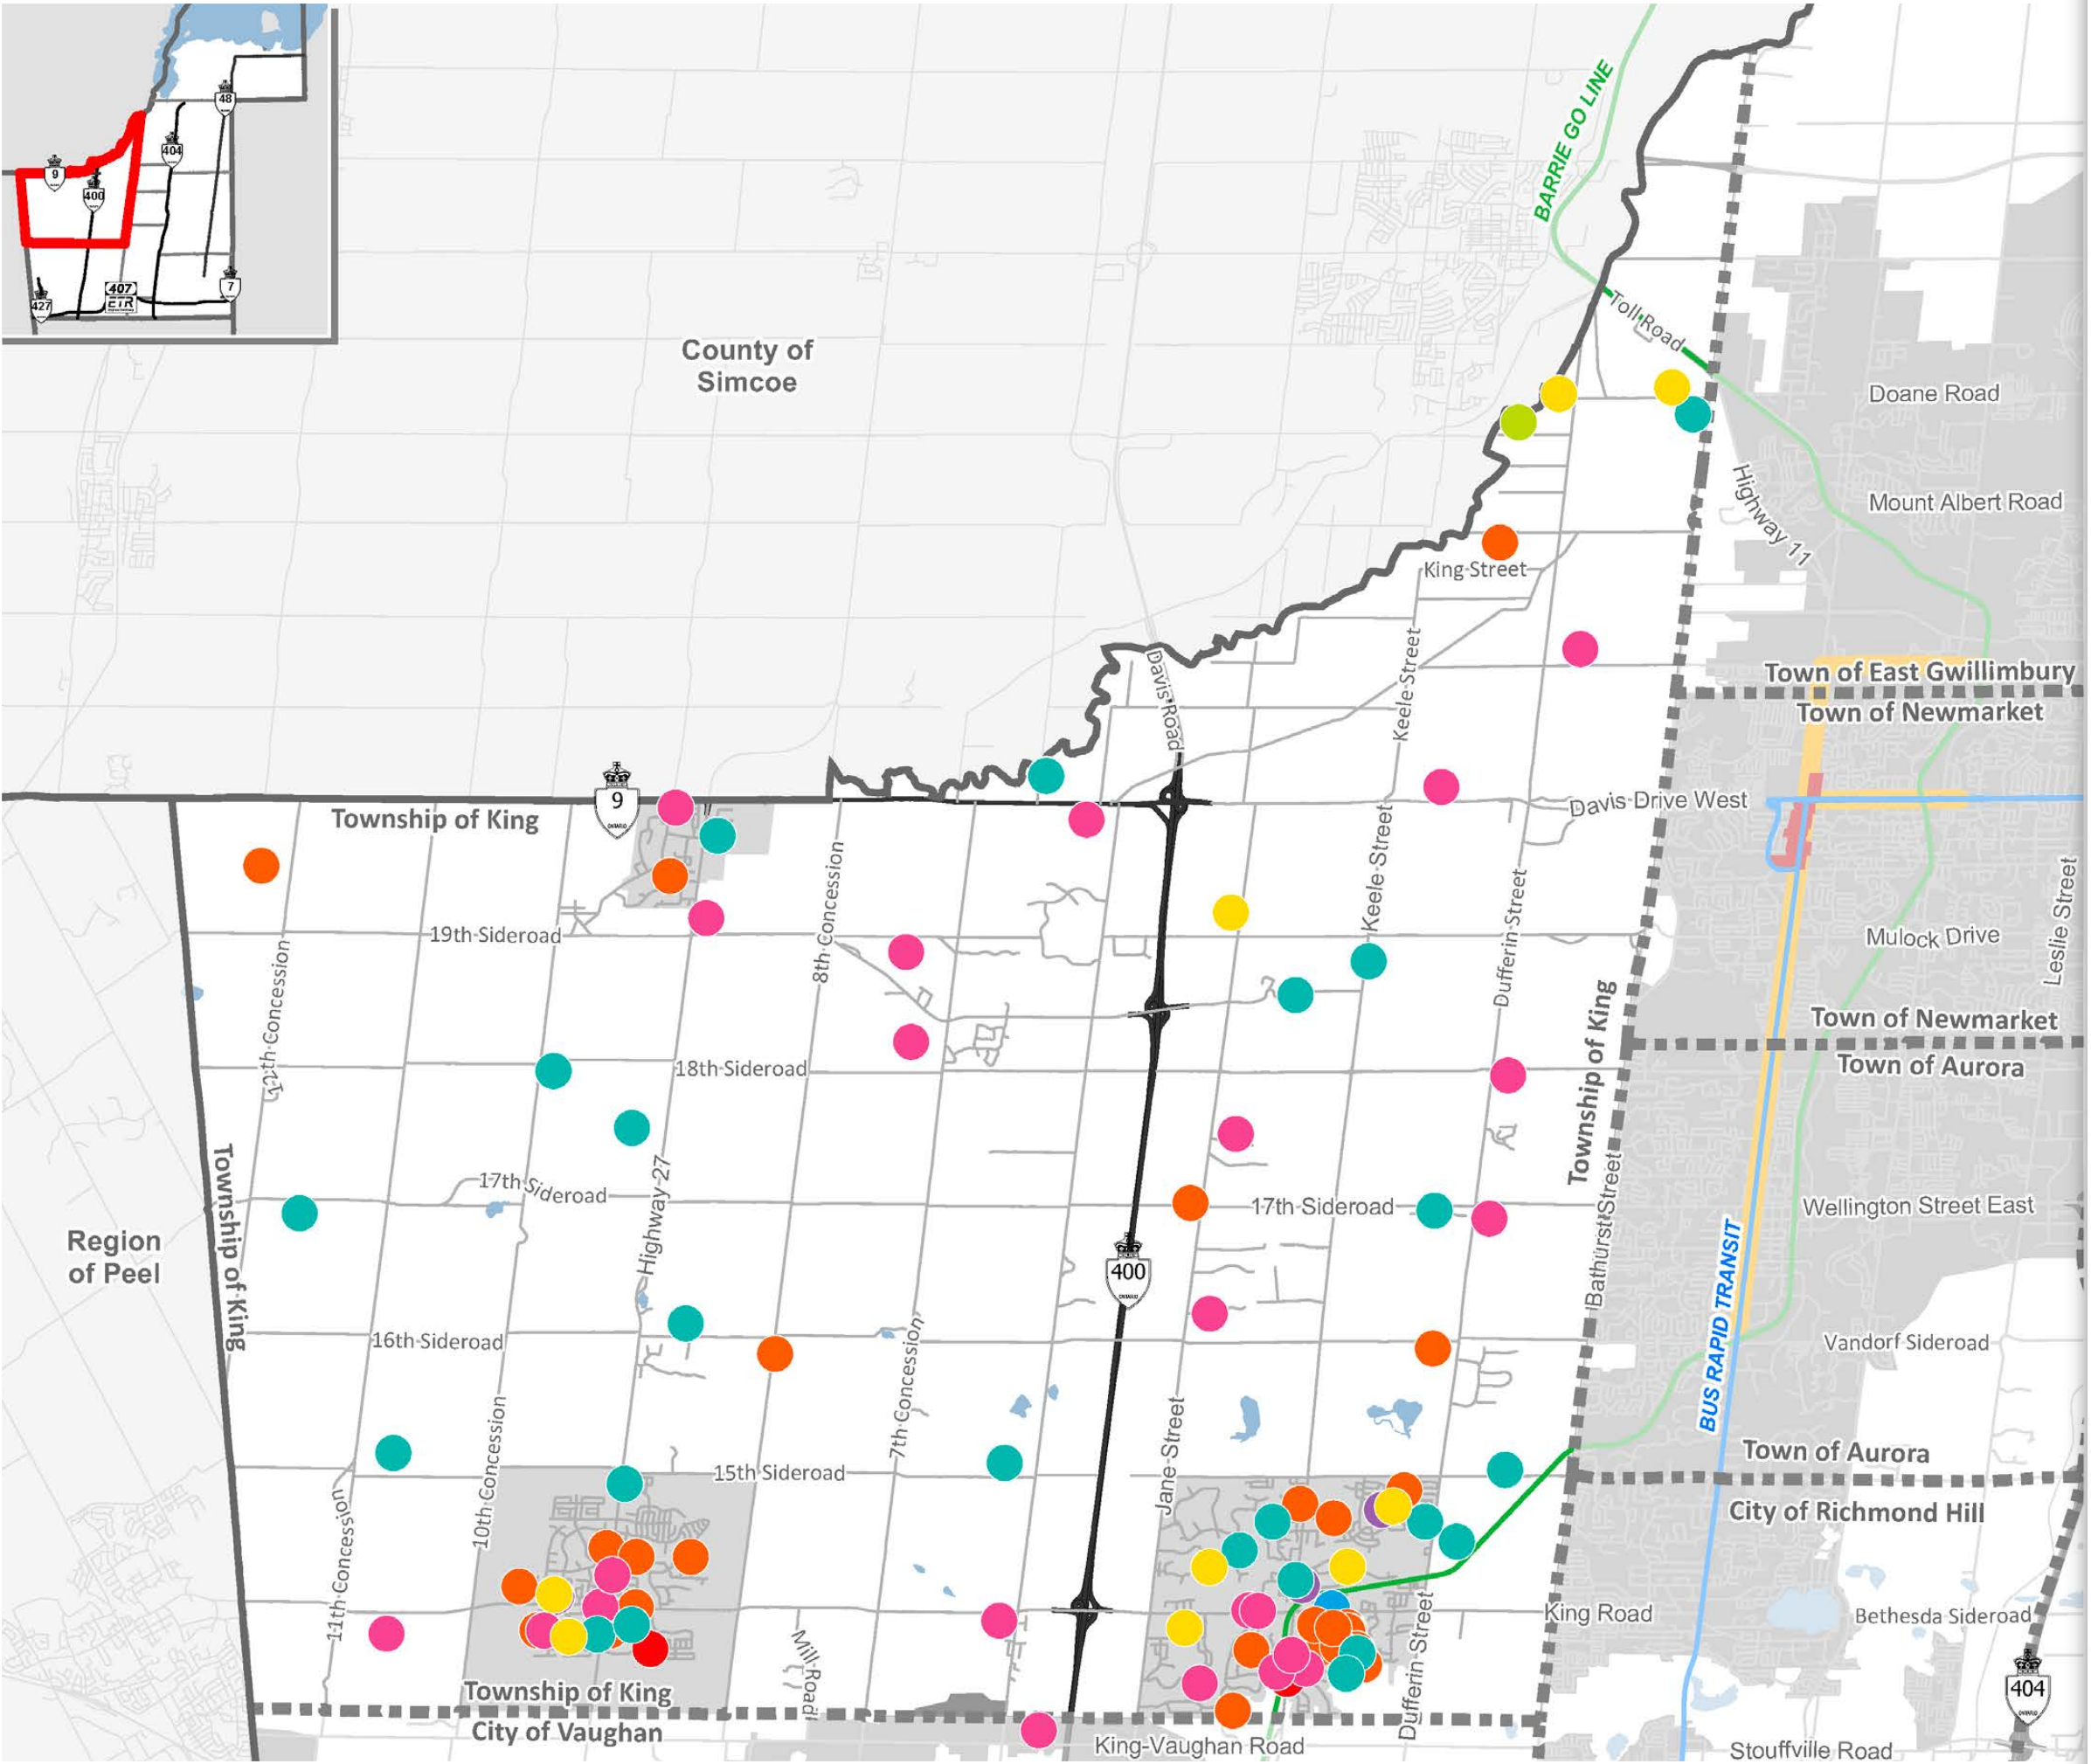 48
404
9
400
427
407
ETR
7
BARRIE GO LINE
Toll Road
County of
Simcoe
Doane Road
Highway 11
Mount Albert Road
King Street
Keele Street
Davis Road
Town of East Gwillimbury
Town of Newmarket
9
ONTARIO
Township of King
Davis Drive West
8th Concession
Keele Street
Dufferin Street
Leslie Street
19th Sideroad
Mulock Drive
12th Concession
Township of King
Town of Newmarket
Town of Aurora
18th Sideroad
Township of King
Highway 27
17th Sideroad
17th Sideroad
Bathurst Street
Wellington Street East
Region
of Peel
400
ONTARIO
BUS RAPID TRANSIT
16th Sideroad
7th Concession
Vandorf Sideroad
10th Concession
Jane Street
15th Sideroad
Town of Aurora
City of Richmond Hill
11th Concession
Mill Road
Dufferin Street
King Road
Bethesda Sideroad
404
ONTARIO
Township of King
City of Vaughan
King-Vaughan Road
Stouffville Road